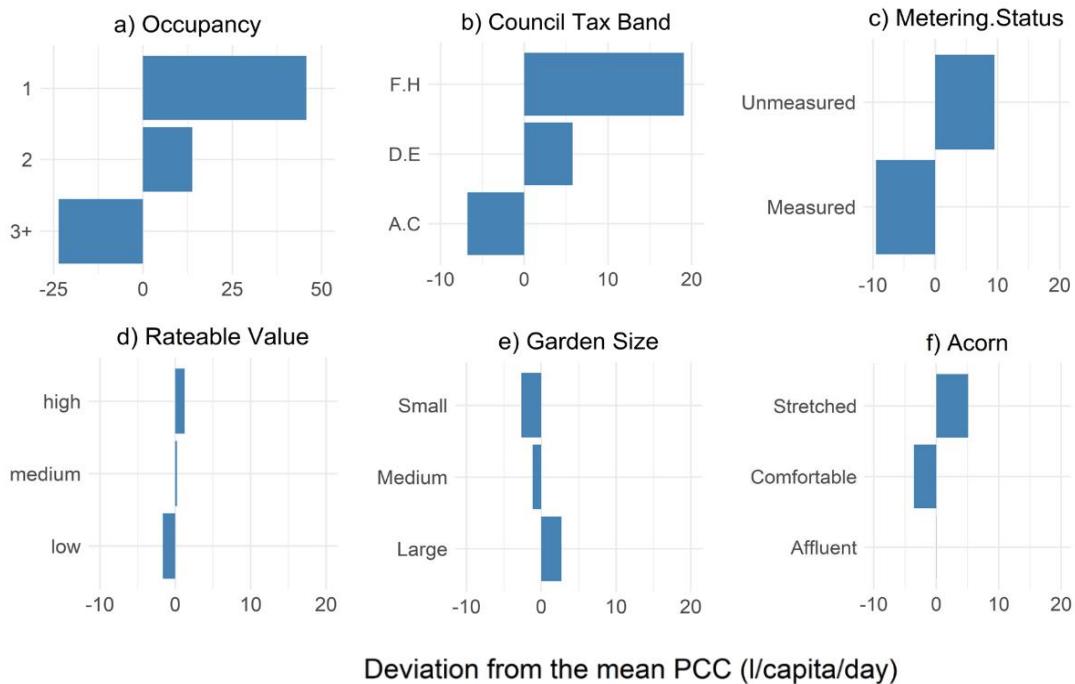 a) Occupancy
1
2
3+
-25 0 25 50
b) Council Tax Band
F.H
D.E
A.C
-10 0 10 20
c) Metering.Status
Unmeasured
Measured
-10 0 10 20
d) Rateable Value
high
medium
low
-10 0 10 20
e) Garden Size
Small
Medium
Large
-10 0 10 20
f) Acorn
Stretched
Comfortable
Affluent
-10 0 10 20
Deviation from the mean PCC (l/capita/day)